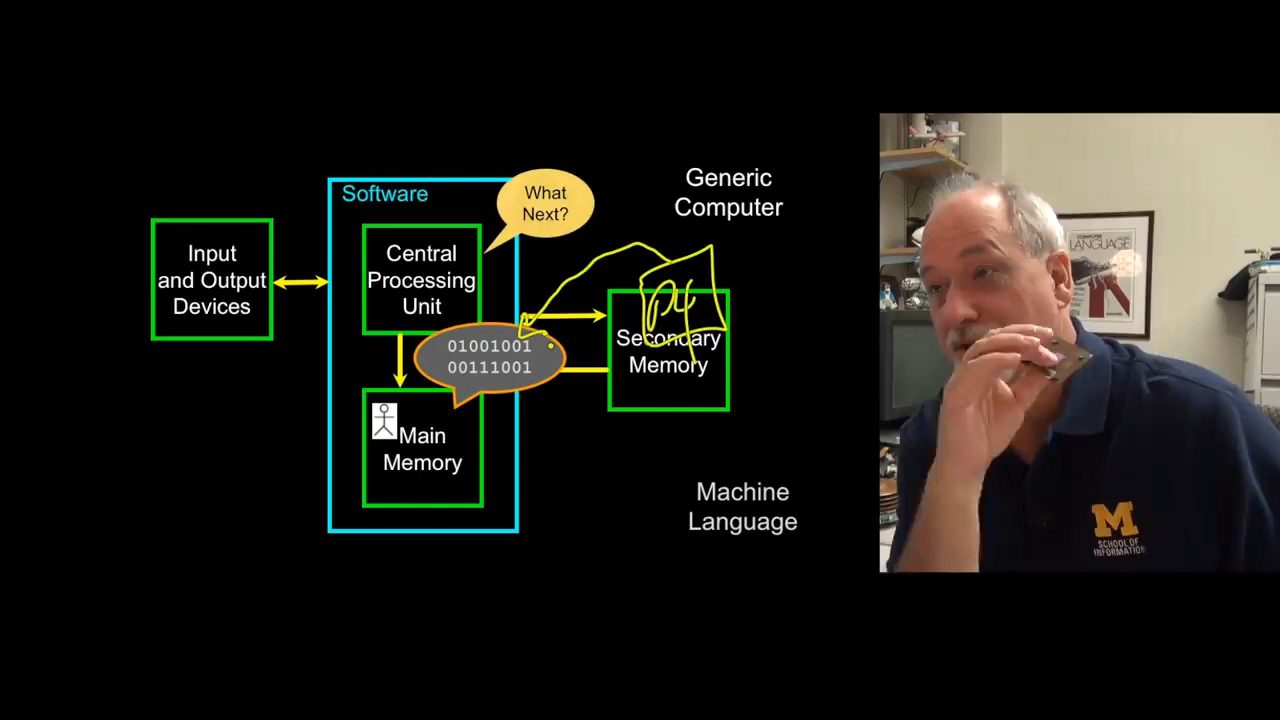 Software
What
Next?
Generic
Computer
Input
and Output
Devices
Central
Processing
Unit
py
01001001
00111001
Secondary
Memory
Main
Memory
Machine
Language
LANGUAGE
M
SCHOOL OF
INFORMATION